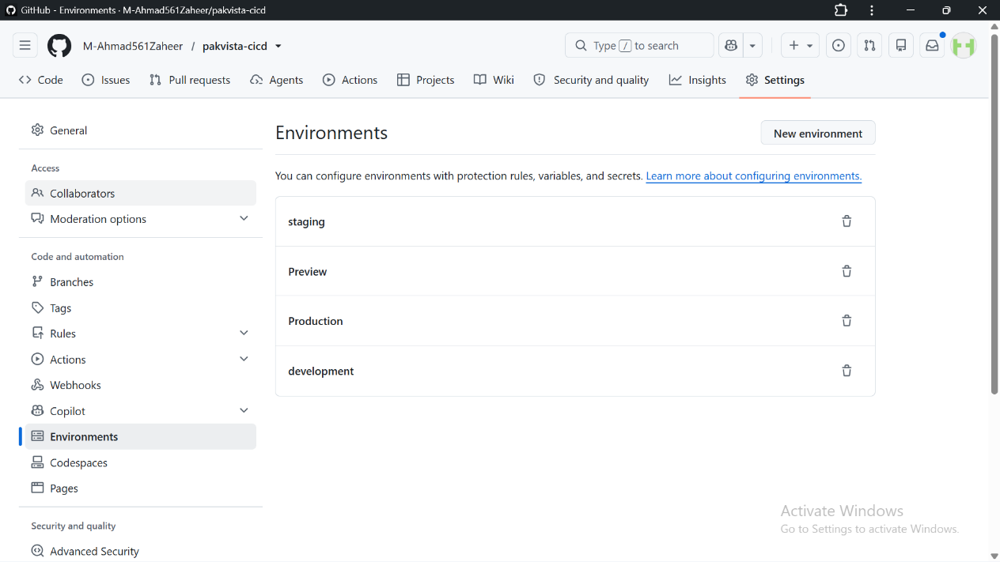 GitHub - Environments · M-Ahmad561Zaheer/pakvista-cicd
M-Ahmad561Zaheer / pakvista-cicd
Type / to search
Code Issues Pull requests Agents Actions Projects Wiki Security and quality Insights Settings
General
Access
Collaborators
Moderation options
Code and automation
Branches
Tags
Rules
Actions
Webhooks
Copilot
Environments
Codespaces
Pages
Security and quality
Advanced Security
Environments
New environment
You can configure environments with protection rules, variables, and secrets. Learn more about configuring environments.
staging
Preview
Production
development
Activate Windows
Go to Settings to activate Windows.